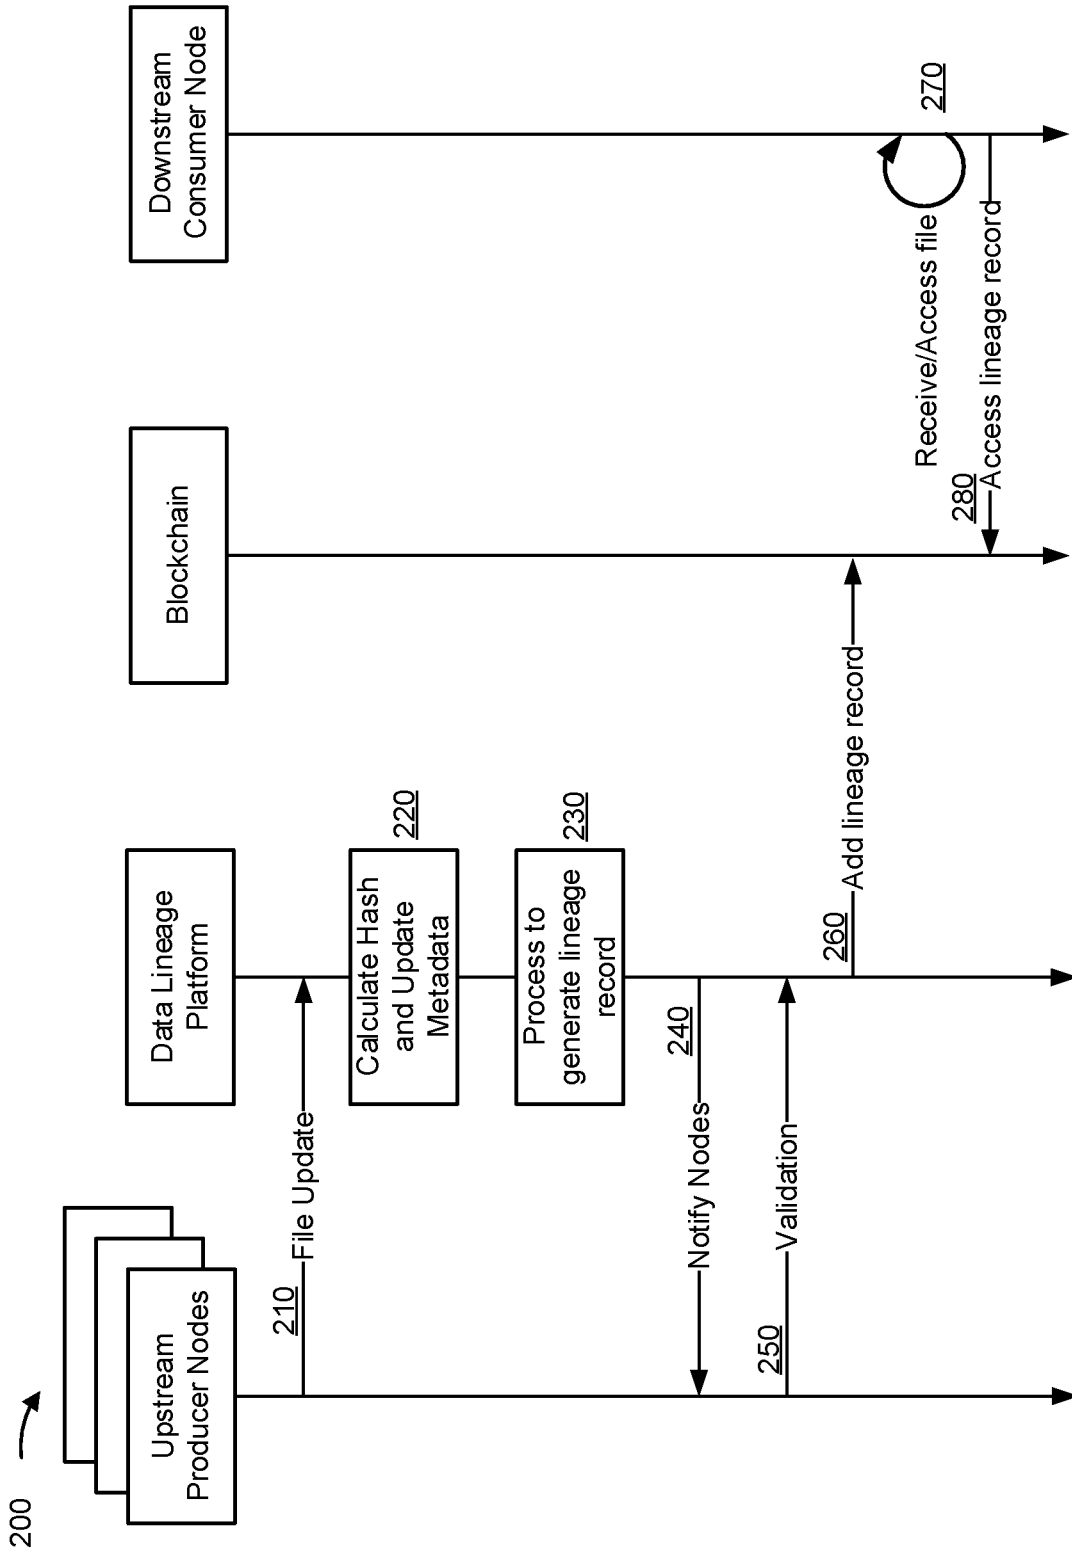 200
Upstream
Producer Nodes
Data Lineage
Platform
Blockchain
Downstream
Consumer Node
210
File Update
Calculate Hash
and Update
Metadata
220
Process to
generate lineage
record
230
Notify Nodes
240
250
Validation
260
Add lineage record
Receive/Access file
270
280
Access lineage record